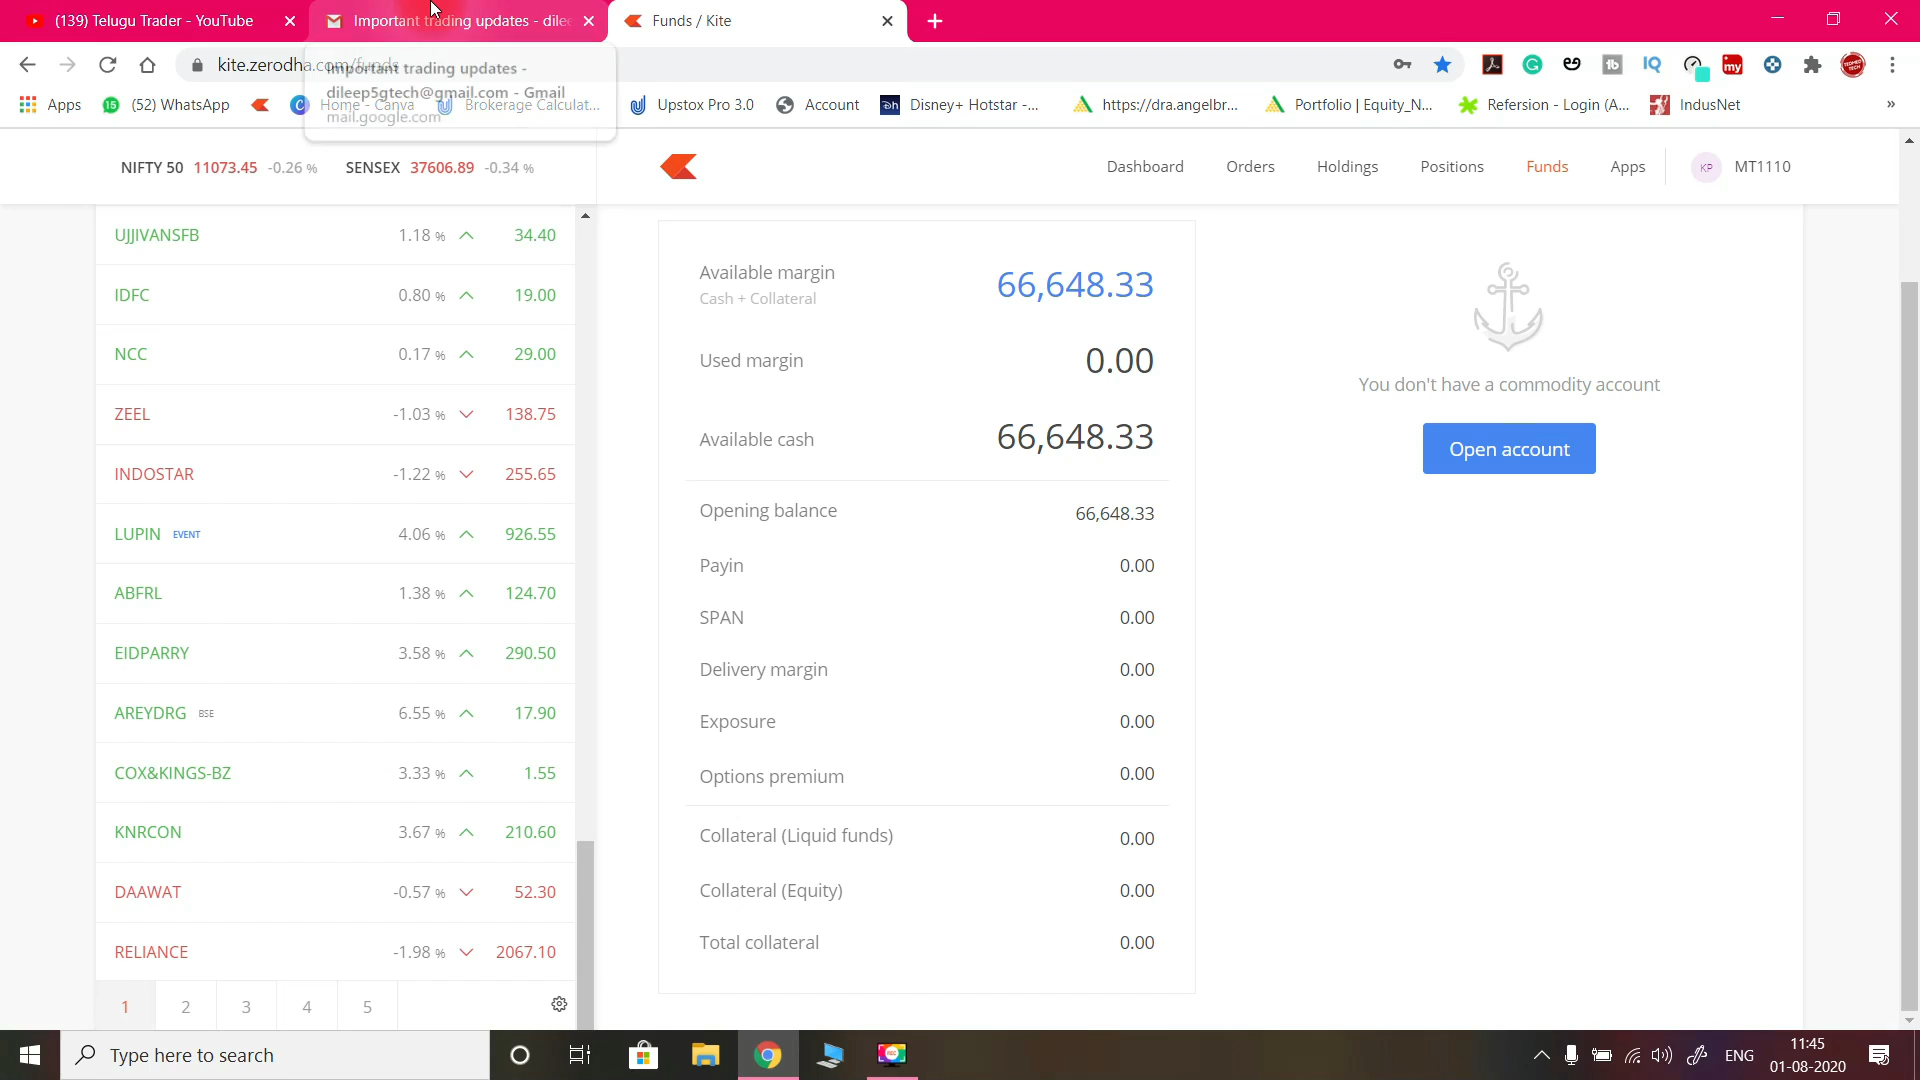 (139) Telugu Trader - YouTube
Important trading updates - dilee
Funds / Kite
kite.zerodha.com/funds
Important trading updates -
dileep5gtech@gmail.com - Gmail
mail.google.com
Apps
(52) WhatsApp
Home - Canva
Brokerage Calculat...
Upstox Pro 3.0
Account
Disney+ Hotstar -...
https://dra.angelbr...
Portfolio | Equity_N...
Refersion - Login (A...
IndusNet
»
NIFTY 50 11073.45 -0.26 %
SENSEX 37606.89 -0.34 %
Dashboard
Orders
Holdings
Positions
Funds
Apps
KP
MT1110
UJJIVANSFB 1.18 % 34.40
IDFC 0.80 % 19.00
NCC 0.17 % 29.00
ZEEL -1.03 % 138.75
INDOSTAR -1.22 % 255.65
LUPIN EVENT 4.06 % 926.55
ABFRL 1.38 % 124.70
EIDPARRY 3.58 % 290.50
AREYDRG BSE 6.55 % 17.90
COX&KINGS-BZ 3.33 % 1.55
KNRCON 3.67 % 210.60
DAAWAT -0.57 % 52.30
RELIANCE -1.98 % 2067.10
1 2 3 4 5
Available margin 66,648.33
Cash + Collateral
Used margin 0.00
Available cash 66,648.33
Opening balance 66,648.33
Payin 0.00
SPAN 0.00
Delivery margin 0.00
Exposure 0.00
Options premium 0.00
Collateral (Liquid funds) 0.00
Collateral (Equity) 0.00
Total collateral 0.00
You don't have a commodity account
Open account
Type here to search
ENG
11:45
01-08-2020